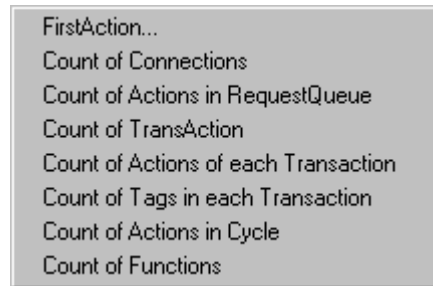 FirstAction...
Count of Connections
Count of Actions in RequestQueue
Count of TransAction
Count of Actions of each Transaction
Count of Tags in each Transaction
Count of Actions in Cycle
Count of Functions